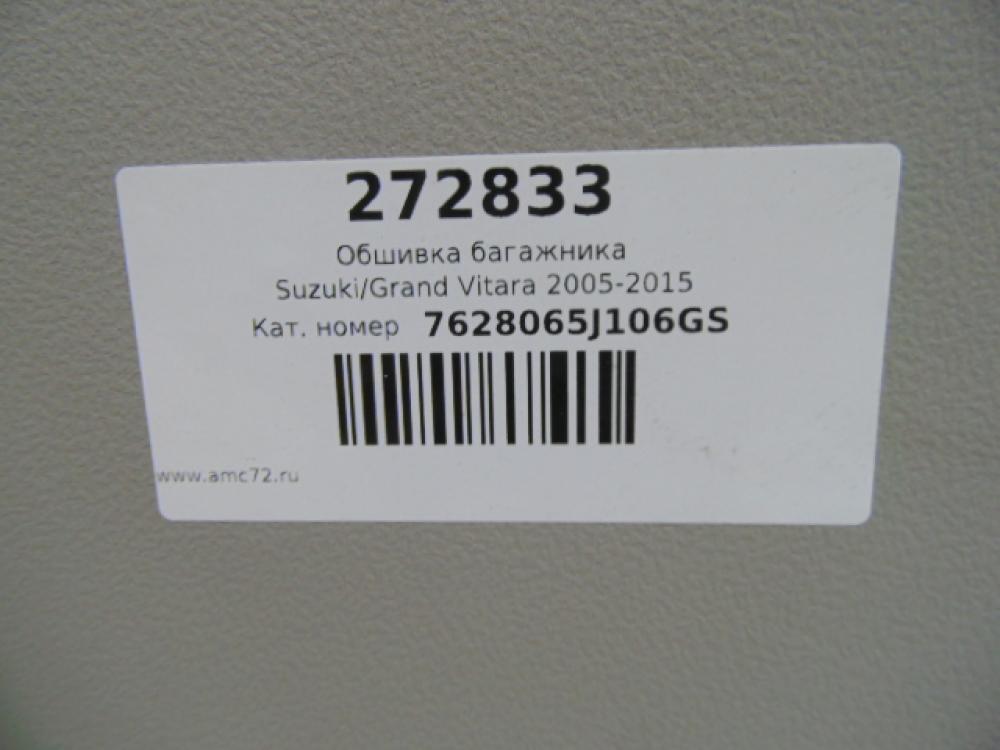 272833
Обшивка багажника
Suzuki/Grand Vitara 2005-2015
Кат. номер 7628065J106GS
www.amc72.ru